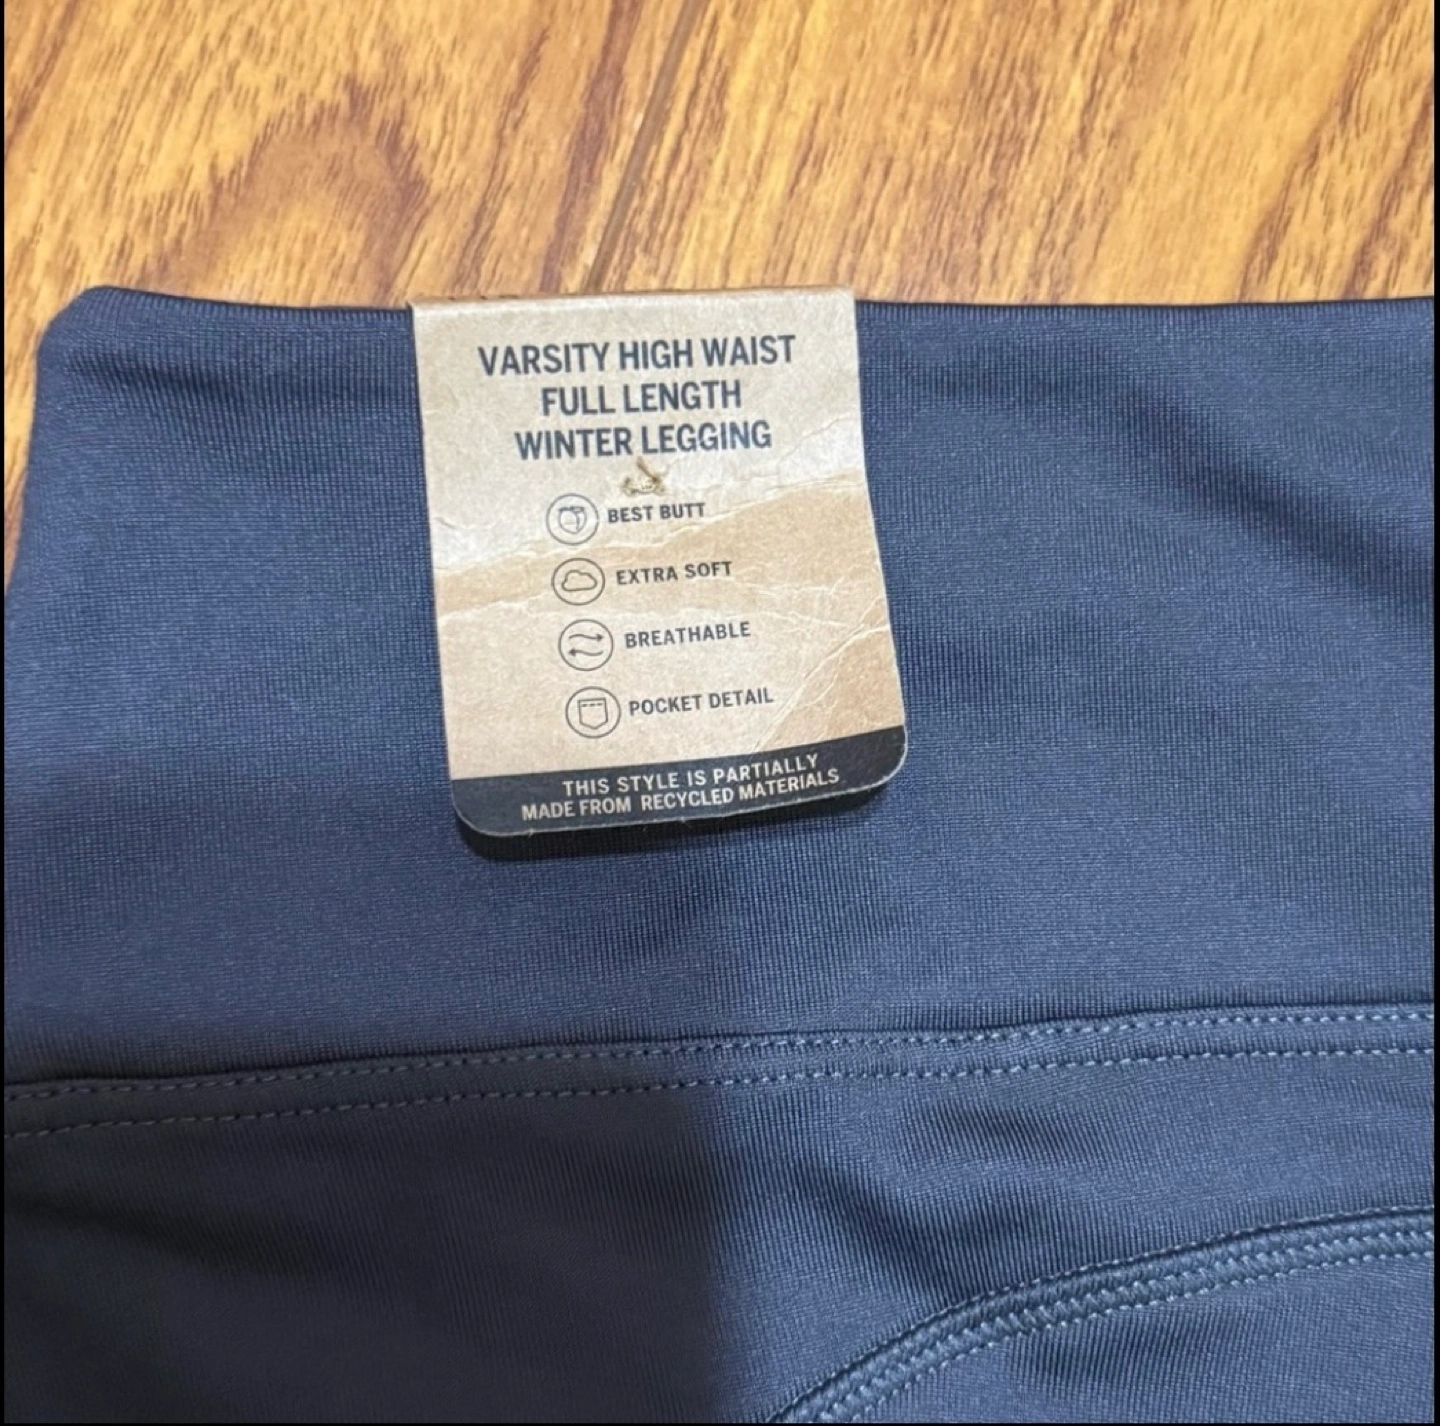 VARSITY HIGH WAIST
FULL LENGTH
WINTER LEGGING
BEST BUTT
EXTRA SOFT
BREATHABLE
POCKET DETAIL
THIS STYLE IS PARTIALLY
MADE FROM RECYCLED MATERIALS